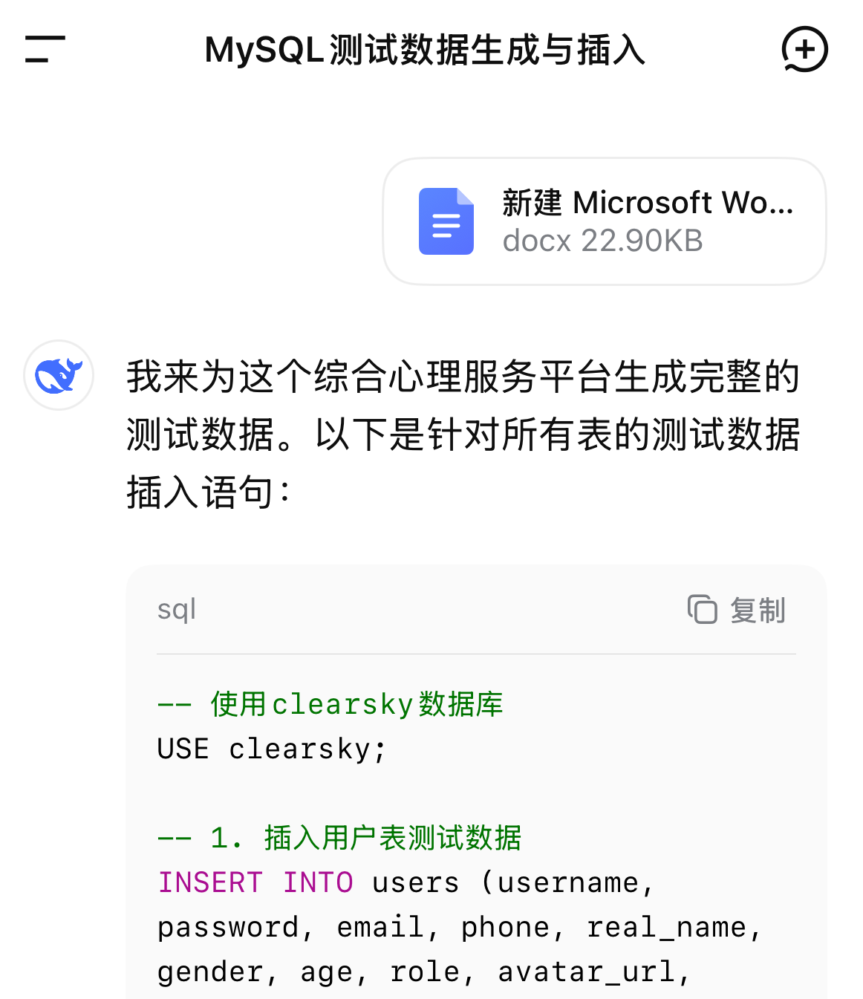 MySQL测试数据生成与插入
新建 Microsoft Wo...
docx 22.90KB
我来为这个综合心理服务平台生成完整的
测试数据。以下是针对所有表的测试数据
插入语句：
sql
复制
-- 使用clearsky数据库
USE clearsky;
-- 1. 插入用户表测试数据
INSERT INTO users (username,
password, email, phone, real_name,
gender, age, role, avatar_url,